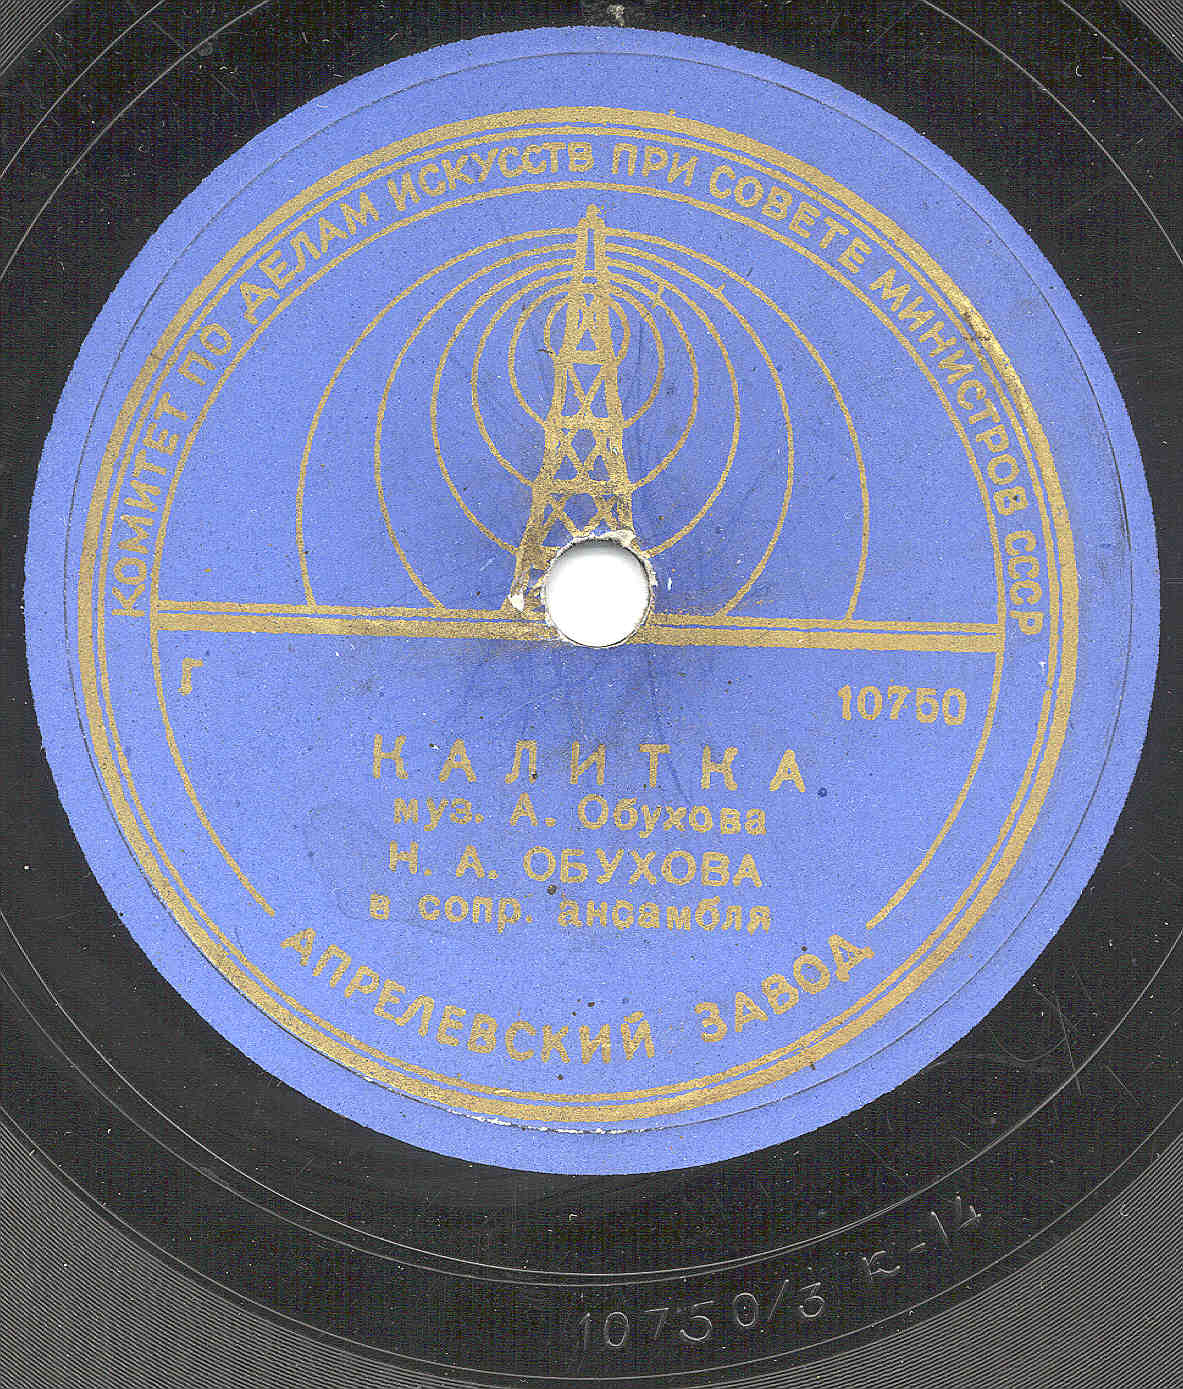 КОМИТЕТ ПО ДЕЛАМ ИСКУССТВ ПРИ СОВЕТЕ МИНИСТРОВ СССР
Г
10750
КАЛИТКА
муз. А. Обухова
Н. А. ОБУХОВА
в сопр. ансамбля
АПРЕЛЕВСКИЙ ЗАВОД
10750/3 К-14